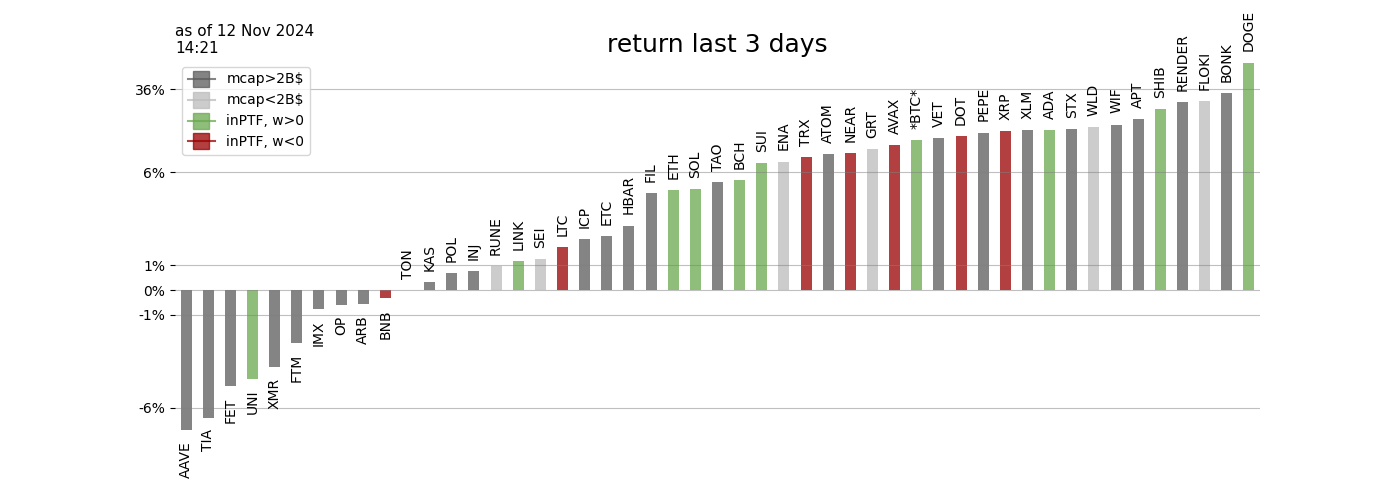 as of 12 Nov 2024
14:21
return last 3 days
mcap>2B$
mcap<2B$
inPTF, w>0
inPTF, w<0
36%
6%
1%
0%
-1%
-6%
AAVE
TIA
FET
UNI
XMR
FTM
IMX
OP
ARB
BNB
TON
KAS
POL
INJ
RUNE
LINK
SEI
LTC
ICP
ETC
HBAR
FIL
ETH
SOL
TAO
BCH
SUI
ENA
TRX
ATOM
NEAR
GRT
AVAX
*BTC*
VET
DOT
PEPE
XRP
XLM
ADA
STX
WLD
WIF
APT
SHIB
RENDER
FLOKI
BONK
DOGE